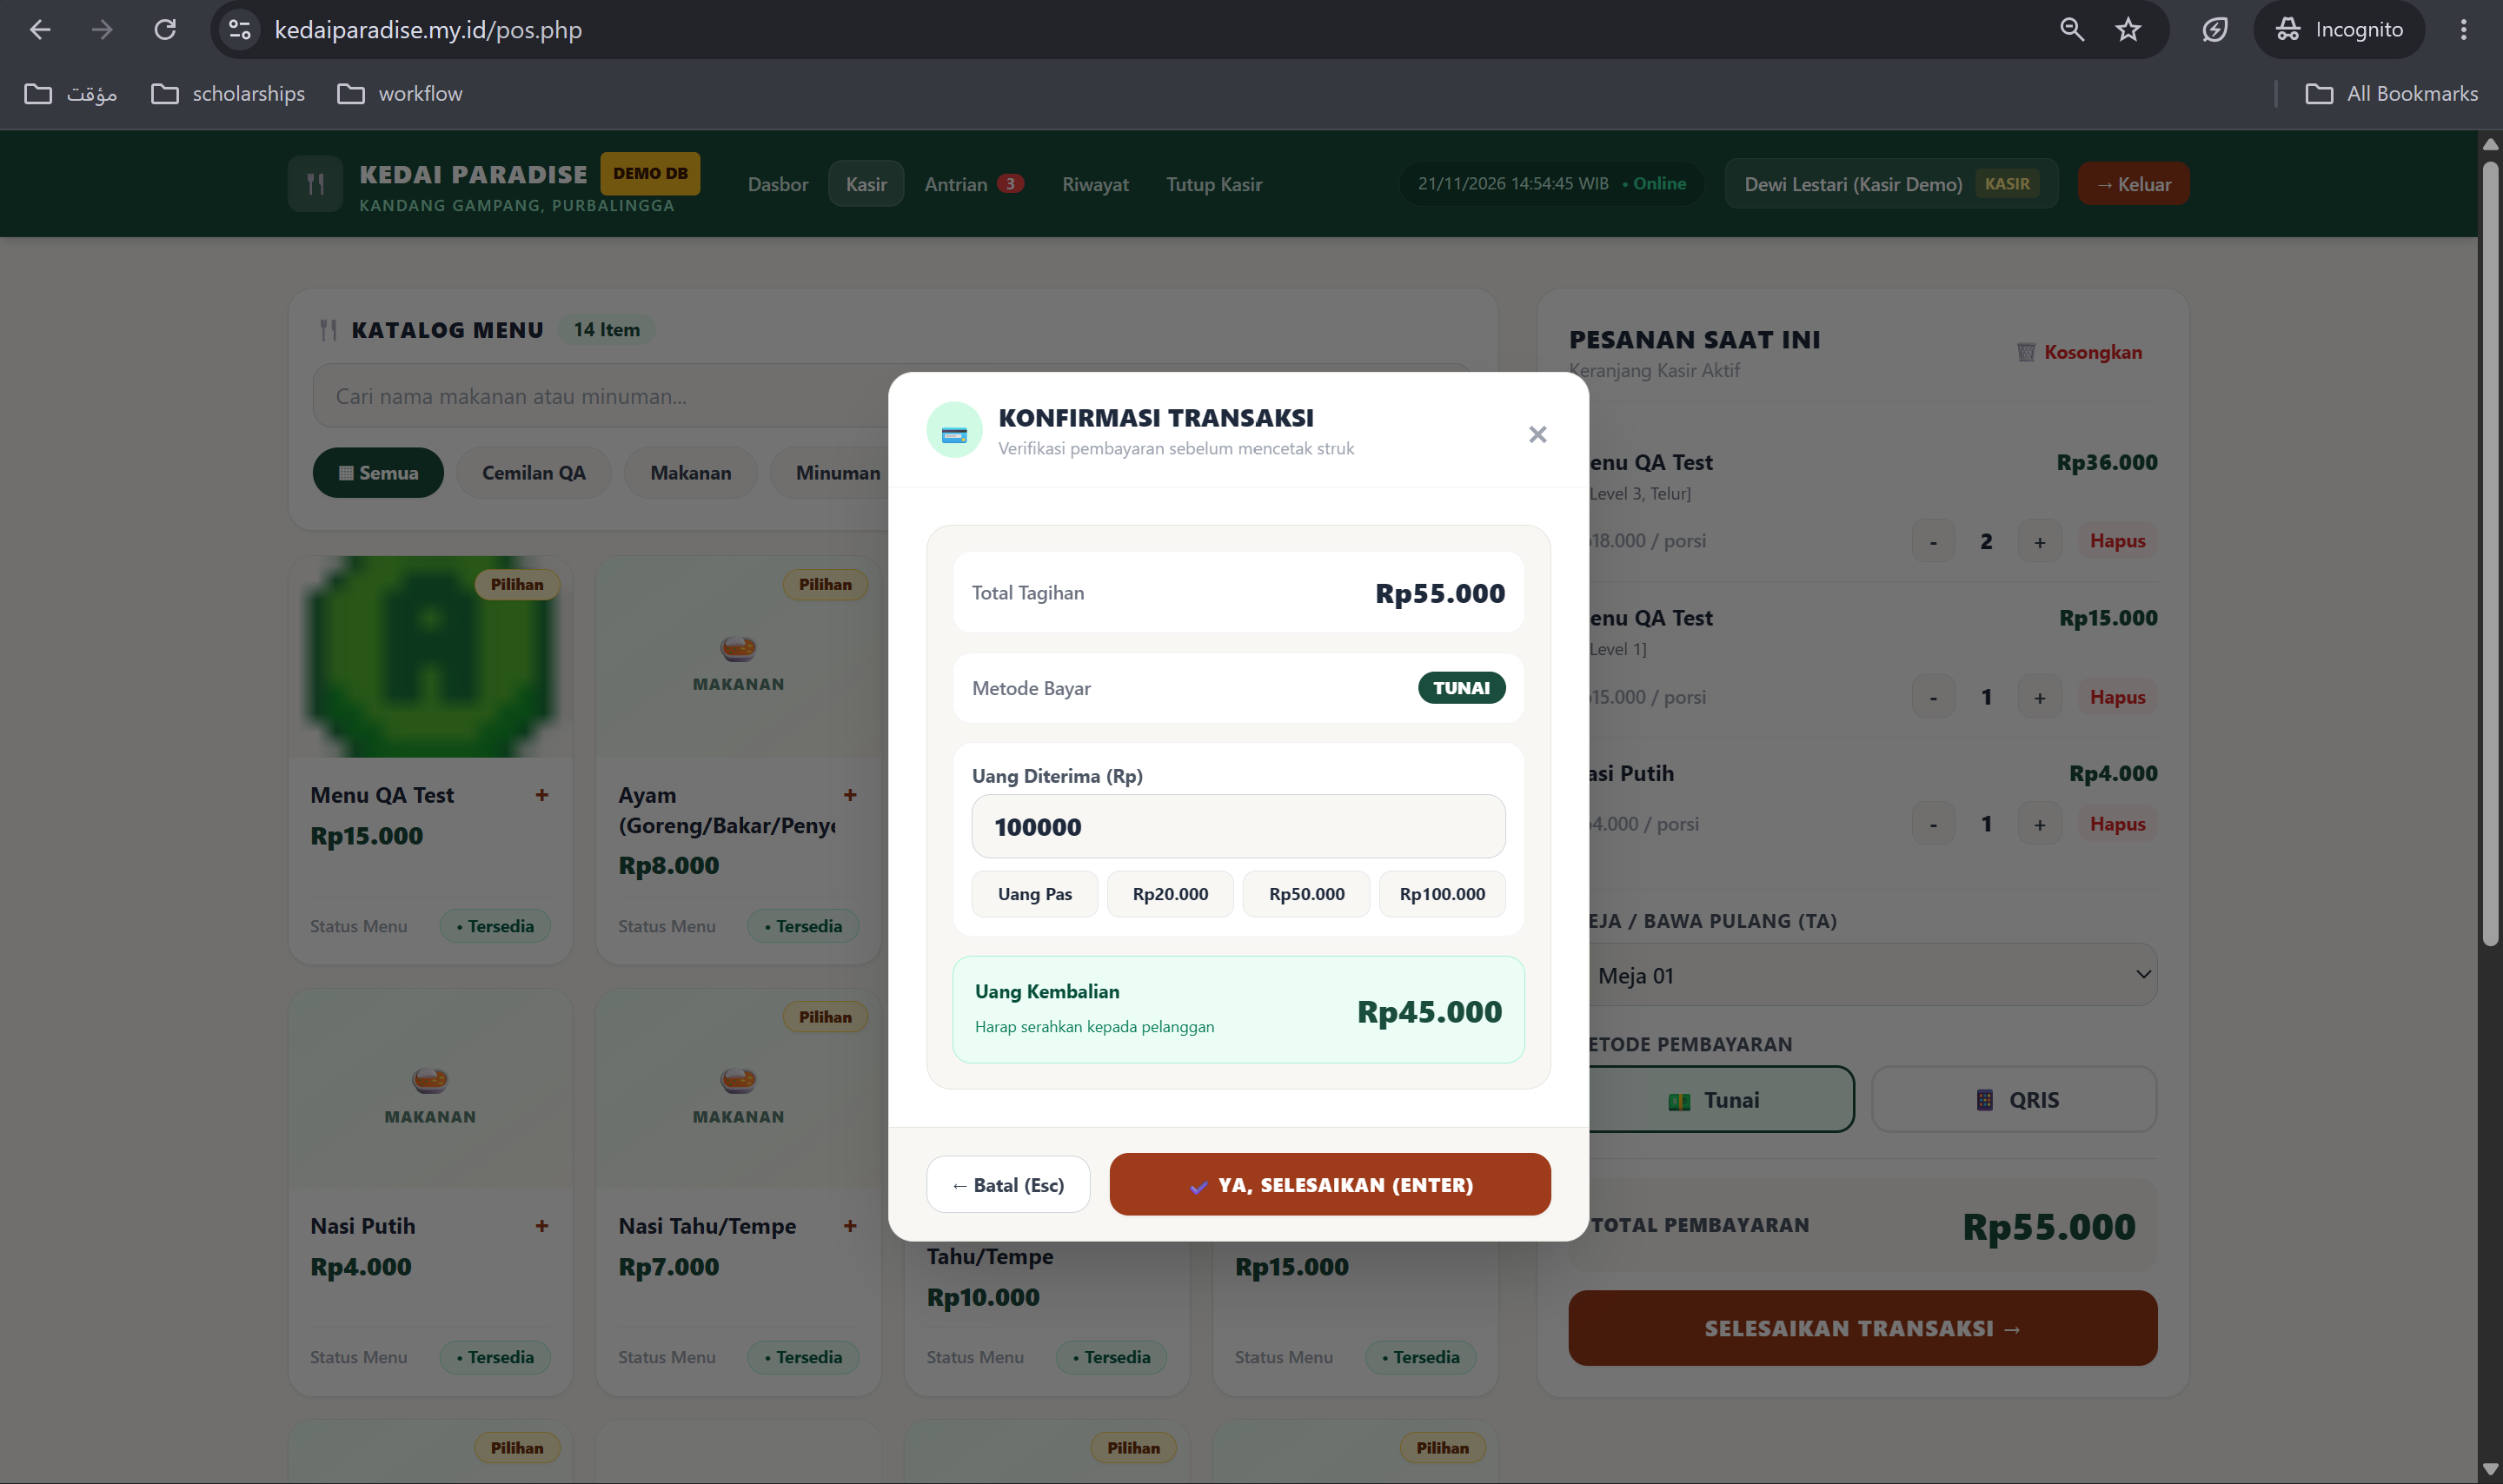 kedaiparadise.my.id/pos.php
Incognito
مؤقت
scholarships
workflow
All Bookmarks
KEDAI PARADISE
DEMO DB
KANDANG GAMPANG, PURBALINGGA
Dasbor
Kasir
Antrian 3
Riwayat
Tutup Kasir
21/11/2026 14:54:45 WIB • Online
Dewi Lestari (Kasir Demo) KASIR
→ Keluar
KATALOG MENU 14 Item
Cari nama makanan atau minuman...
Semua
Cemilan QA
Makanan
Minuman
Pilihan
Menu QA Test +
Rp15.000
Status Menu • Tersedia
Pilihan
MAKANAN
Ayam +
(Goreng/Bakar/Penye
Rp8.000
Status Menu • Tersedia
MAKANAN
Nasi Putih +
Rp4.000
Status Menu • Tersedia
Pilihan
MAKANAN
Nasi Tahu/Tempe +
Rp7.000
Status Menu • Tersedia
Tahu/Tempe
Rp10.000
Status Menu • Tersedia
Rp15.000
Status Menu • Tersedia
Pilihan
Pilihan
Pilihan
KONFIRMASI TRANSAKSI
Verifikasi pembayaran sebelum mencetak struk
×
Total Tagihan Rp55.000
Metode Bayar TUNAI
Uang Diterima (Rp)
100000
Uang Pas
Rp20.000
Rp50.000
Rp100.000
Uang Kembalian
Harap serahkan kepada pelanggan
Rp45.000
← Batal (Esc)
YA, SELESAIKAN (ENTER)
PESANAN SAAT INI
Keranjang Kasir Aktif
Kosongkan
enu QA Test Rp36.000
Level 3, Telur]
18.000 / porsi - 2 + Hapus
enu QA Test Rp15.000
Level 1]
15.000 / porsi - 1 + Hapus
asi Putih Rp4.000
4.000 / porsi - 1 + Hapus
EJA / BAWA PULANG (TA)
Meja 01
ETODE PEMBAYARAN
Tunai
QRIS
TOTAL PEMBAYARAN Rp55.000
SELESAIKAN TRANSAKSI →